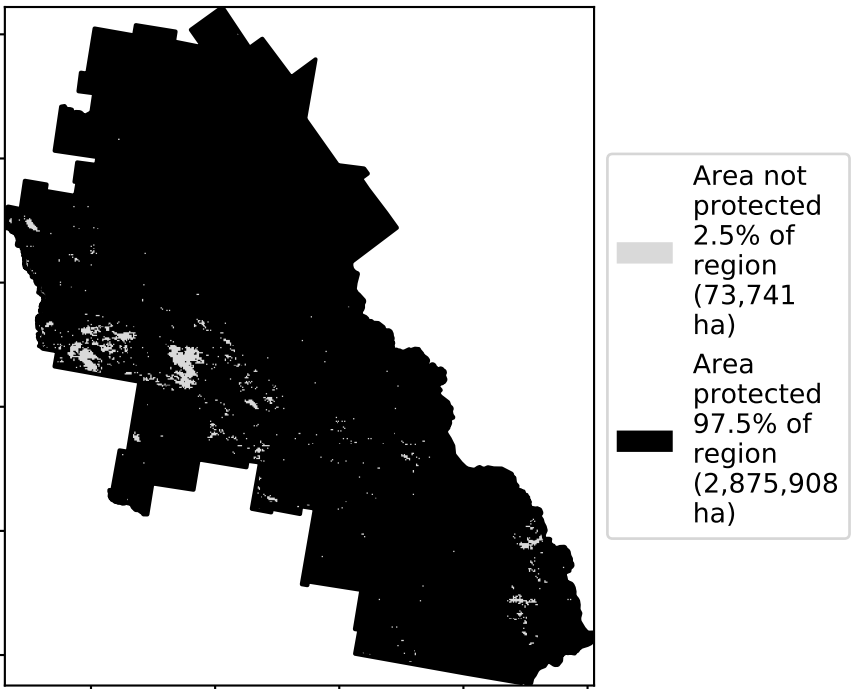 Area not
protected
2.5% of
region
(73,741
ha)
Area
protected
97.5% of
region
(2,875,908
ha)